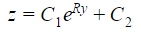 z = C₁e^{Ry} + C₂